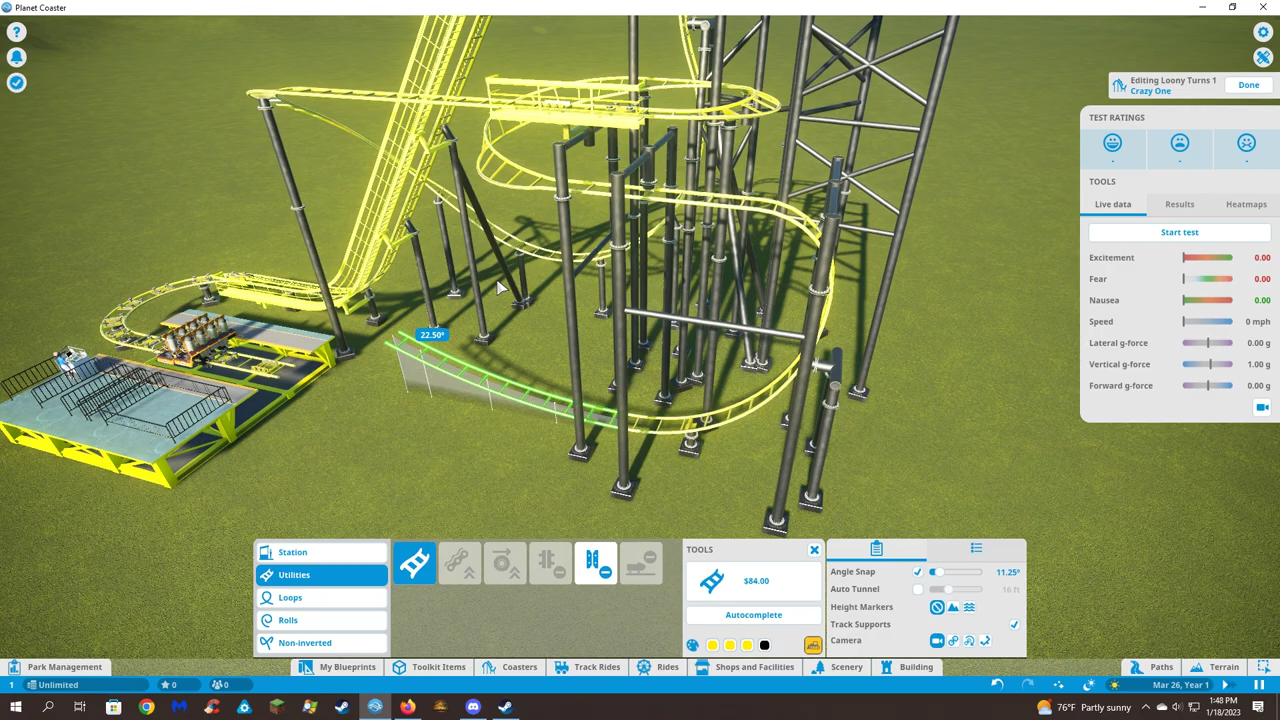 Planet Coaster
Editing Loony Turns 1
Crazy One
Done
TEST RATINGS
- - -
TOOLS
Live data Results Heatmaps
Start test
Excitement 0.00
Fear 0.00
Nausea 0.00
Speed 0 mph
Lateral g-force 0.00 g
Vertical g-force 1.00 g
Forward g-force 0.00 g
22.50°
Station
Utilities
Loops
Rolls
Non-inverted
TOOLS
$84.00
Autocomplete
Angle Snap 11.25°
Auto Tunnel 16 ft
Height Markers
Track Supports
Camera
Park Management My Blueprints Toolkit Items Coasters Track Rides Rides Shops and Facilities Scenery Building Paths Terrain
1 Unlimited 0 0 Mar 26, Year 1
76°F Partly sunny
1:48 PM
1/18/2023